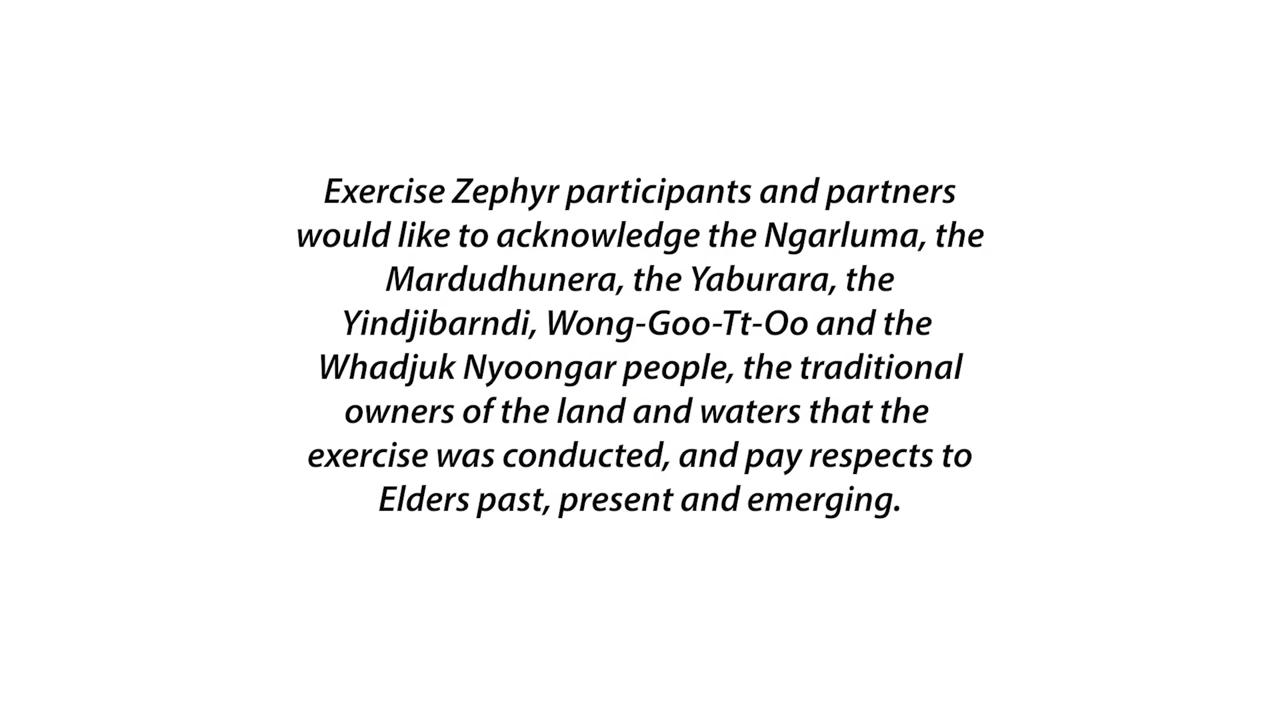 Exercise Zephyr participants and partners
would like to acknowledge the Ngarluma, the
Mardudhunera, the Yaburara, the
Yindjibarndi, Wong-Goo-Tt-Oo and the
Whadjuk Nyoongar people, the traditional
owners of the land and waters that the
exercise was conducted, and pay respects to
Elders past, present and emerging.